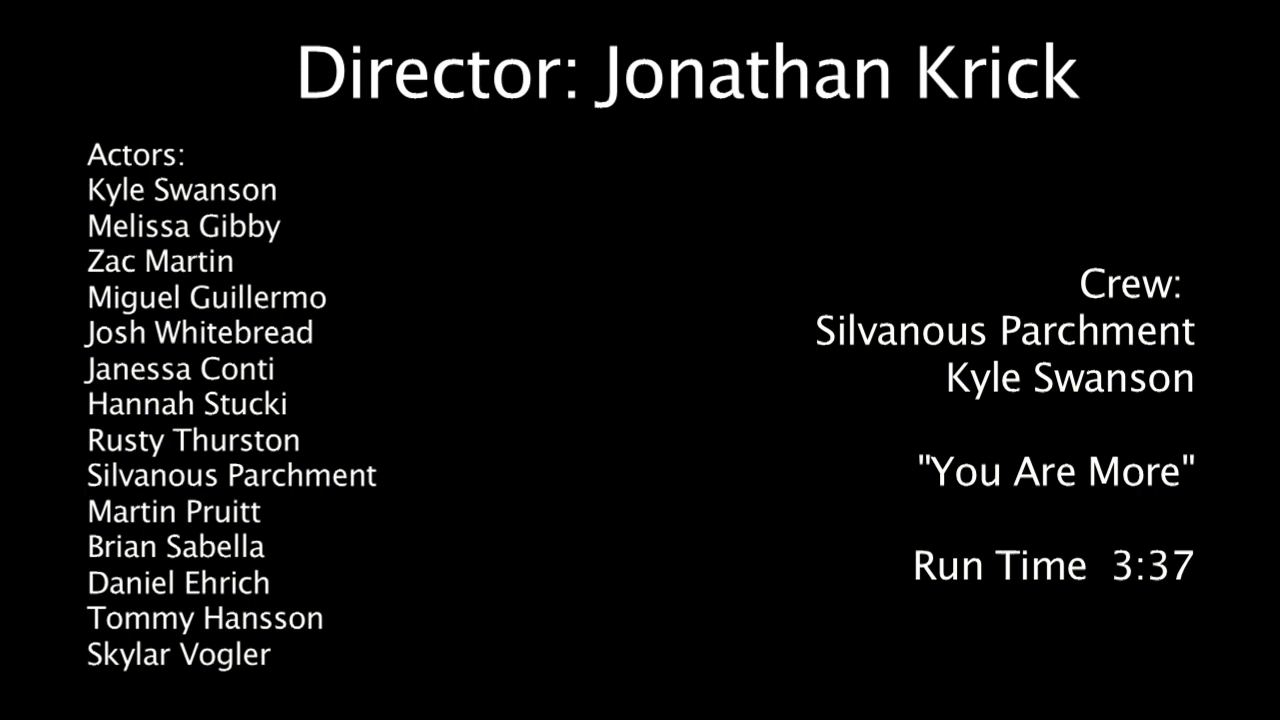 Director: Jonathan Krick
Actors:
Kyle Swanson
Melissa Gibby
Zac Martin
Miguel Guillermo
Josh Whitebread
Janessa Conti
Hannah Stucki
Rusty Thurston
Silvanous Parchment
Martin Pruitt
Brian Sabella
Daniel Ehrich
Tommy Hansson
Skylar Vogler
Crew:
Silvanous Parchment
Kyle Swanson
"You Are More"
Run Time 3:37